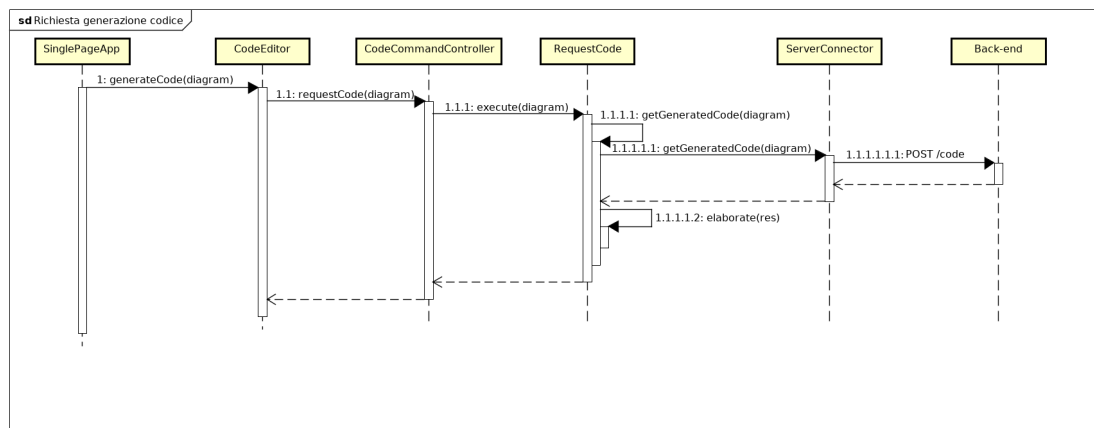 sd Richiesta generazione codice
SinglePageApp
CodeEditor
CodeCommandController
RequestCode
ServerConnector
Back-end
1: generateCode(diagram)
1.1: requestCode(diagram)
1.1.1: execute(diagram)
1.1.1.1: getGeneratedCode(diagram)
1.1.1.1.1: getGeneratedCode(diagram)
1.1.1.1.1.1: POST /code
1.1.1.1.2: elaborate(res)